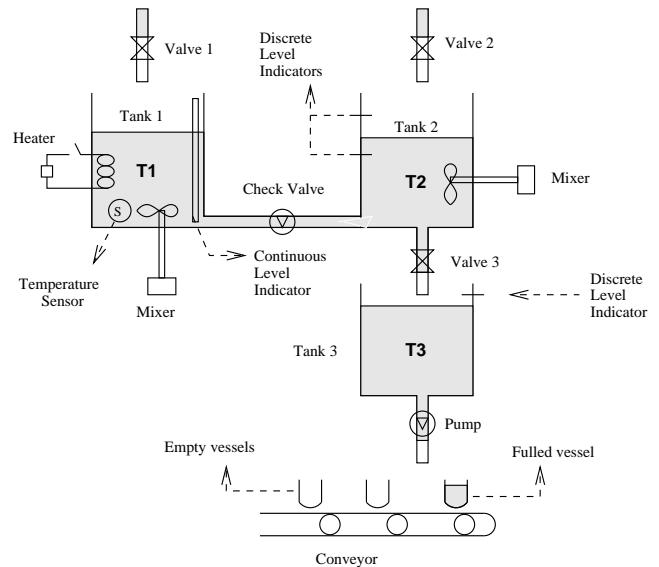 Valve 1
Valve 2
Discrete
Level
Indicators
Tank 1
Tank 2
Heater
T1
T2
Check Valve
Mixer
S
Temperature
Sensor
Continuous
Level
Indicator
Mixer
Valve 3
Discrete
Level
Indicator
Tank 3
T3
Pump
Empty vessels
Fulled vessel
Conveyor